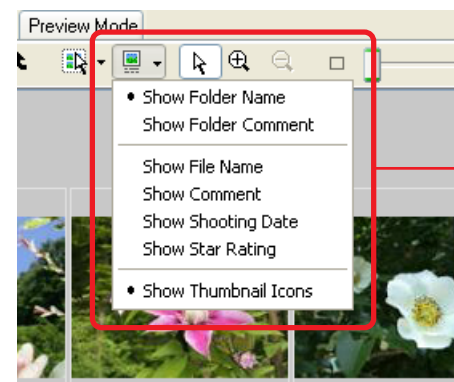 Preview Mode
• Show Folder Name
Show Folder Comment
Show File Name
Show Comment
Show Shooting Date
Show Star Rating
• Show Thumbnail Icons